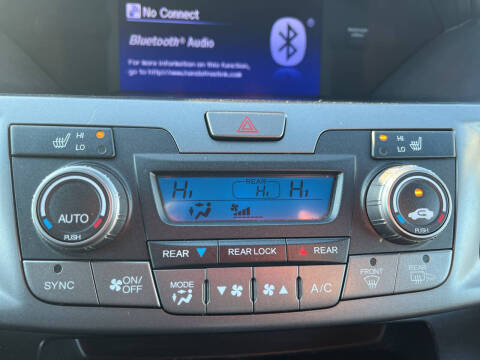 No Connect
Bluetooth® Audio
For more information on this function,
go to http://www.handsfreelink.com
HI
LO
HI
LO
REAR
Hi Hi Hi
AUTO
PUSH
PUSH
REAR ▼ REAR LOCK ▲ REAR
SYNC
ON/
OFF
MODE
A/C
FRONT
REAR